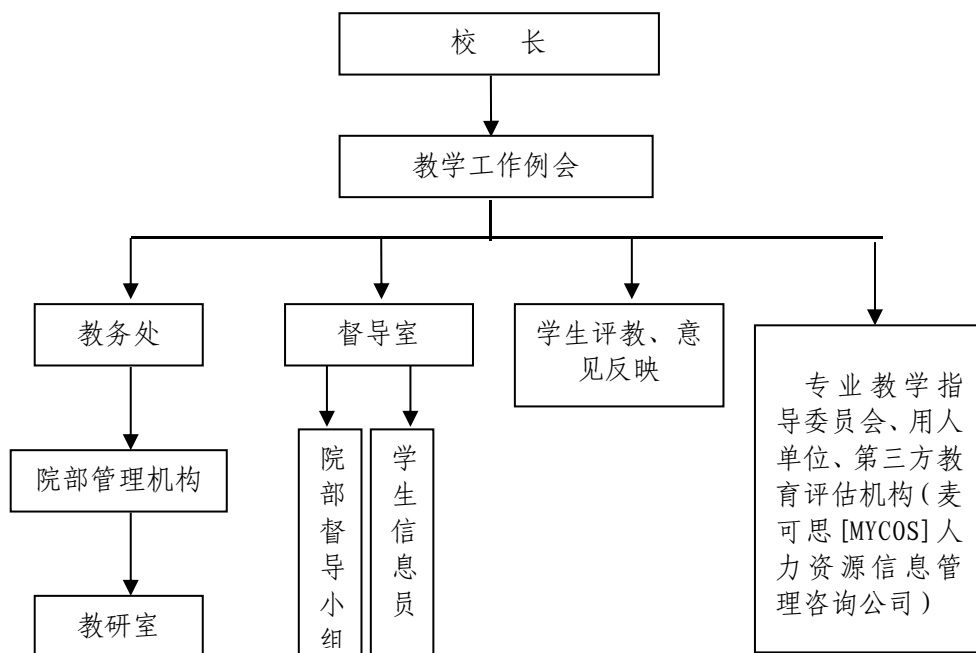 校 长
教学工作例会
教务处
督导室
学生评教、意
见反映
专业教学指
导委员会、用人
单位、第三方教
育评估机构(麦
可思[MYCOS]人
力资源信息管
理咨询公司)
院部管理机构
院部督导小组
学生信息员
教研室